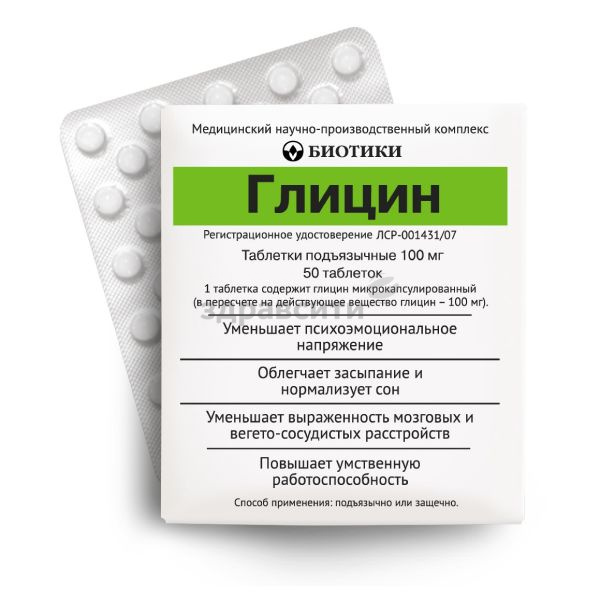 Медицинский научно-производственный комплекс
БИОТИКИ
Глицин
Регистрационное удостоверение ЛСР-001431/07
Таблетки подъязычные 100 мг
50 таблеток
1 таблетка содержит глицин микрокапсулированный
(в пересчете на действующее вещество глицин – 100 мг).
здравсити
Уменьшает психоэмоциональное
напряжение
Облегчает засыпание и
нормализует сон
Уменьшает выраженность мозговых и
вегето-сосудистых расстройств
Повышает умственную
работоспособность
Способ применения: подъязычно или защечно.